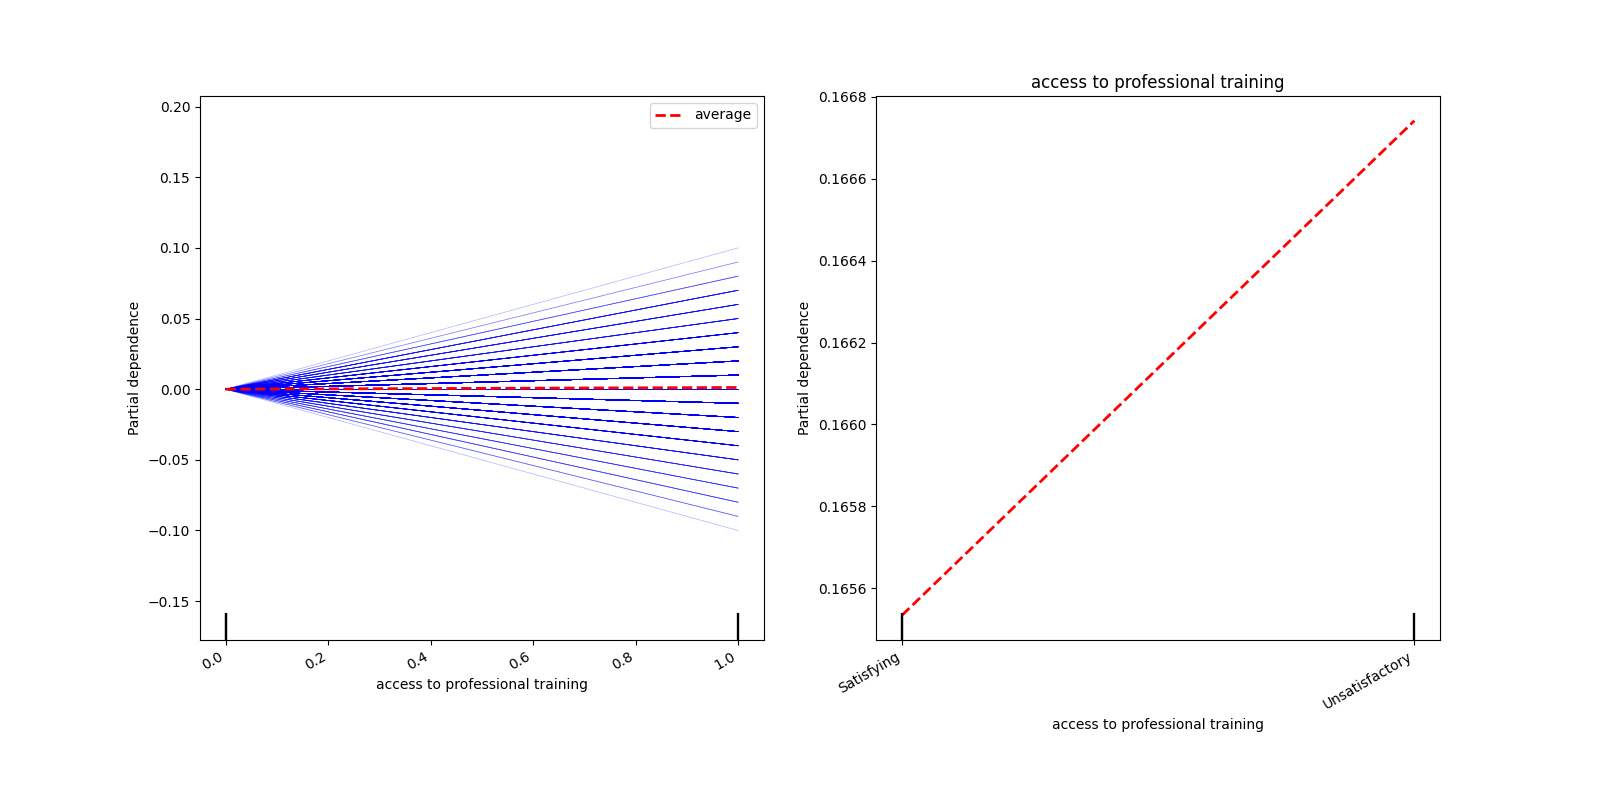 access to professional training
0.20
0.15
0.10
0.05
0.00
−0.05
−0.10
−0.15
Partial dependence
average
0.0
0.2
0.4
0.6
0.8
1.0
access to professional training
0.1668
0.1666
0.1664
0.1662
0.1660
0.1658
0.1656
Partial dependence
Satisfying
Unsatisfactory
access to professional training